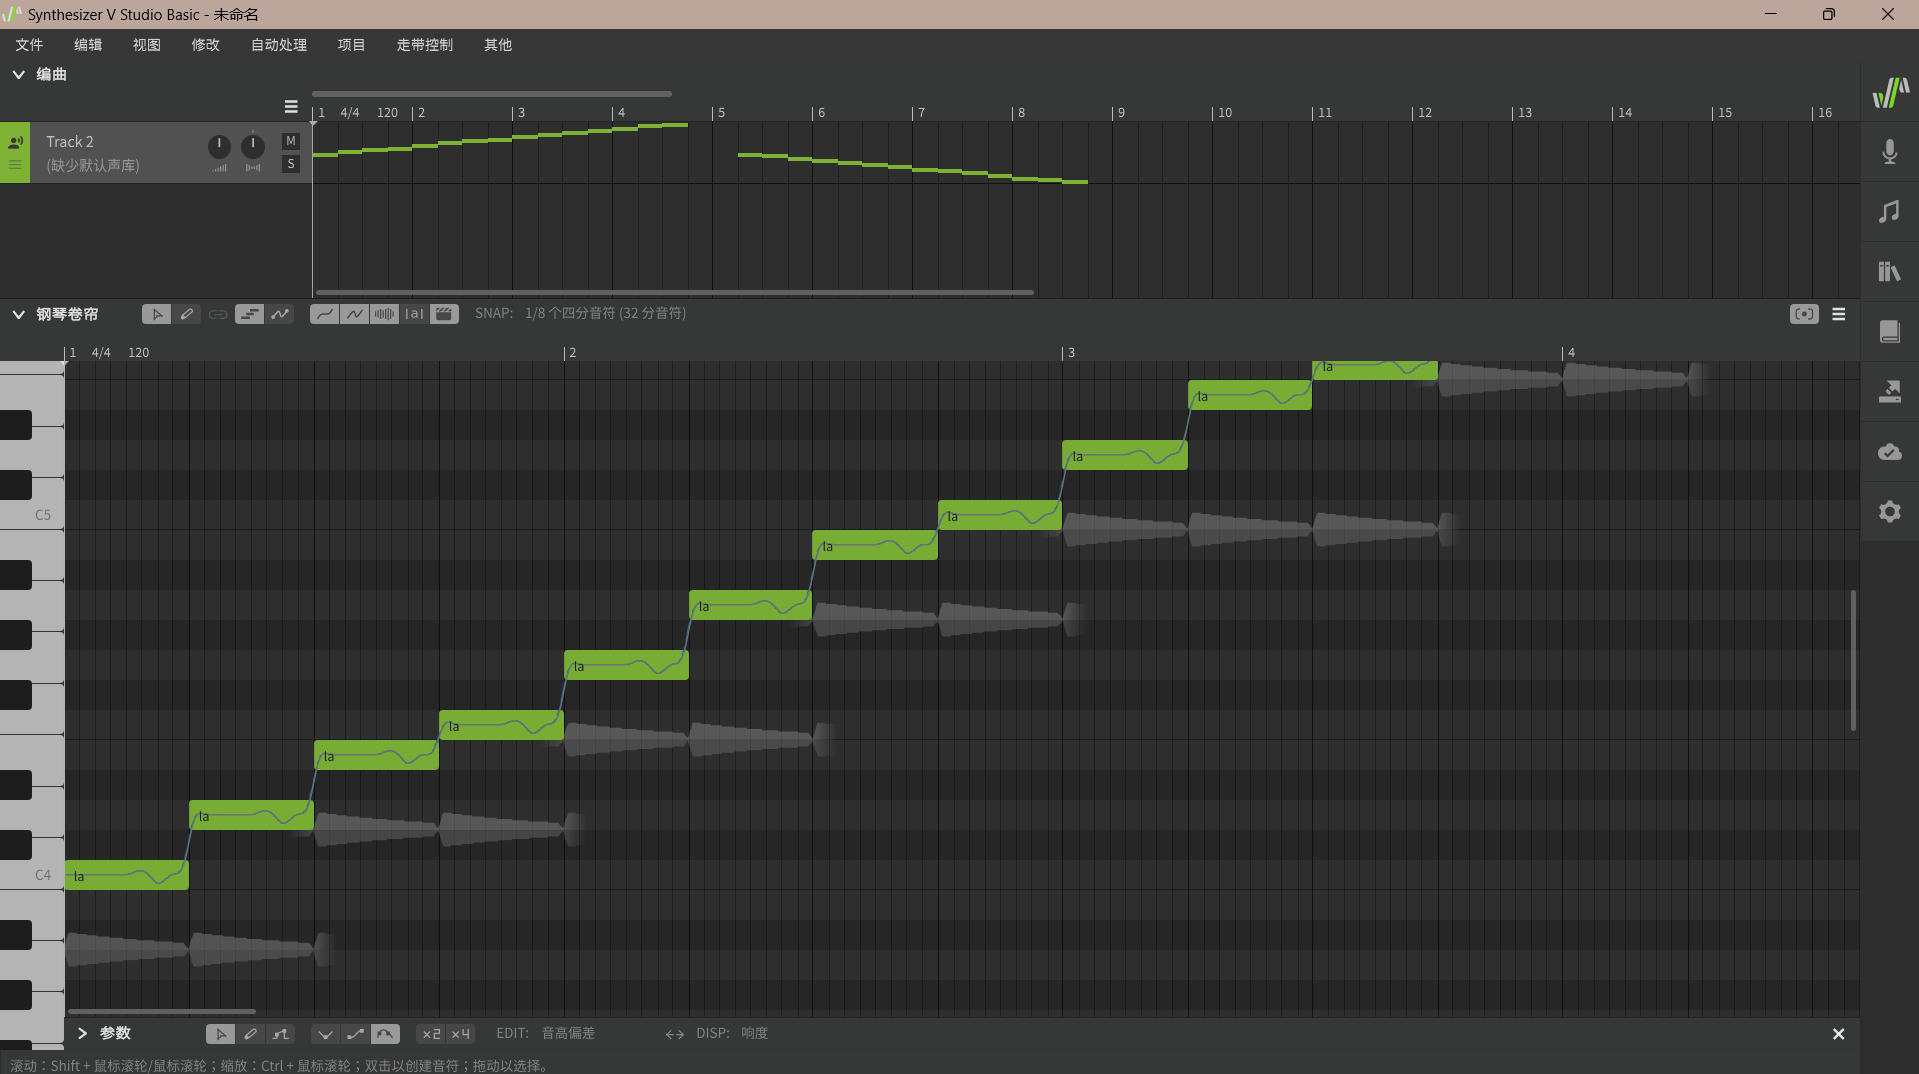 Synthesizer V Studio Basic - 未命名
文件 编辑 视图 修改 自动处理 项目 走带控制 其他
编曲
1 4/4 120 2 3 4 5 6 7 8 9 10 11 12 13 14 15 16
Track 2 M
(缺少默认声库) S
钢琴卷帘 |a| SNAP: 1/8 个四分音符 (32 分音符)
1 4/4 120 2 3 4
la
la
la
C5 la
la
la
la
la
la
la
C4 la
参数 ×2 ×4 EDIT: 音高偏差 DISP: 响度
滚动：Shift + 鼠标滚轮/鼠标滚轮；缩放：Ctrl + 鼠标滚轮；双击以创建音符；拖动以选择。